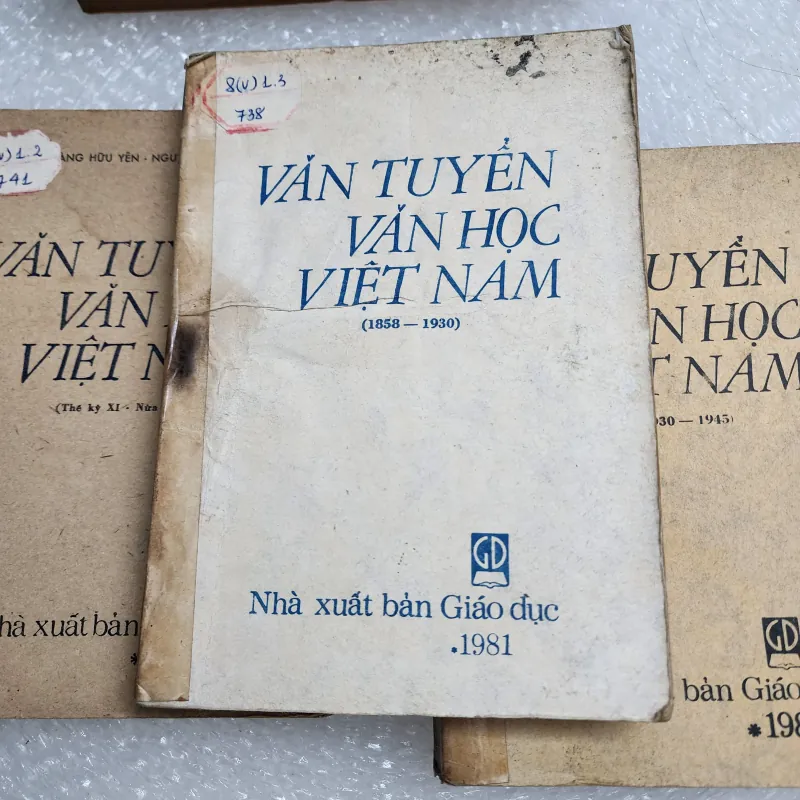 8(V)1.3
738
VĂN TUYỂN
VĂN HỌC
VIỆT NAM
(1858 — 1930)
GD
Nhà xuất bản Giáo dục
.1981
V)1.2
741
ÀNG HỮU YÊN - NGU
VĂN TUY
VĂN
VIỆT N
(Thế kỷ XI - Nửa
hà xuất bản
*
UYỂN
N HỌC
T NAM
930 — 1945)
GD
bản Giáo
*198